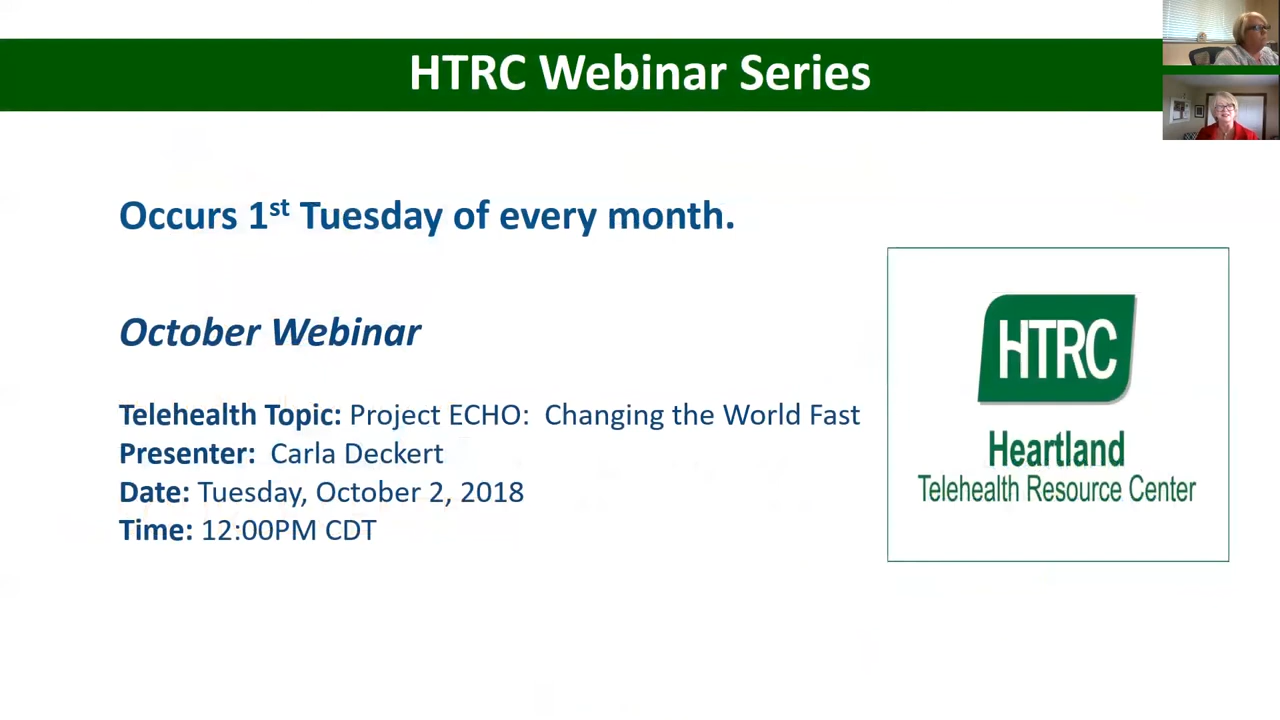 HTRC Webinar Series
Occurs 1st Tuesday of every month.
October Webinar
Telehealth Topic: Project ECHO: Changing the World Fast
Presenter: Carla Deckert
Date: Tuesday, October 2, 2018
Time: 12:00PM CDT
HTRC
Heartland
Telehealth Resource Center